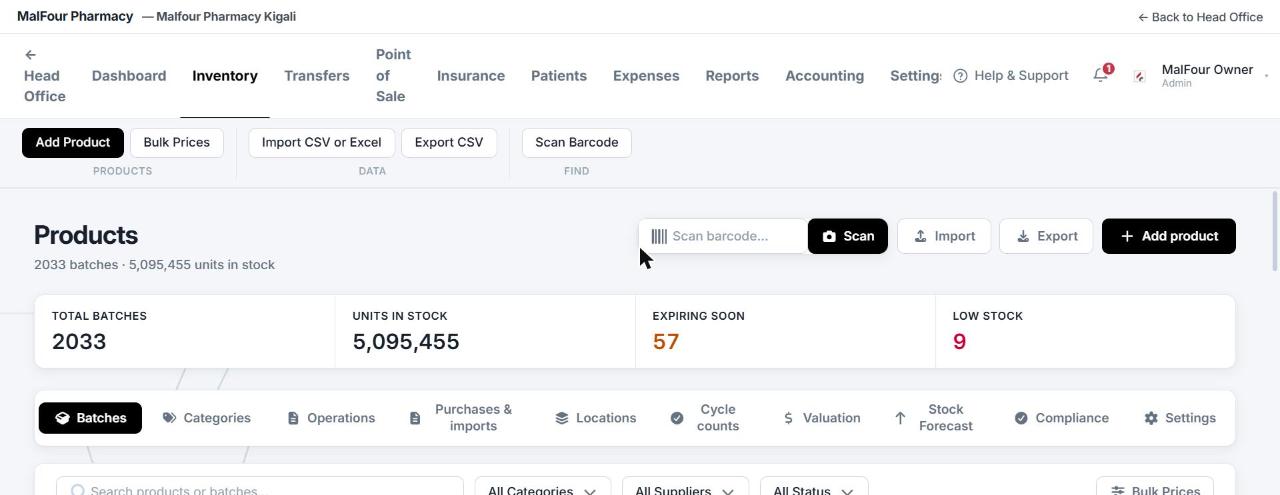 MalFour Pharmacy — Malfour Pharmacy Kigali
← Back to Head Office
← Head Office
Dashboard
Inventory
Transfers
Point of Sale
Insurance
Patients
Expenses
Reports
Accounting
Settings
Help & Support
1
MalFour Owner
Admin
Add Product
Bulk Prices
PRODUCTS
Import CSV or Excel
Export CSV
DATA
Scan Barcode
FIND
Products
2033 batches · 5,095,455 units in stock
Scan barcode...
Scan
Import
Export
+ Add product
TOTAL BATCHES
2033
UNITS IN STOCK
5,095,455
EXPIRING SOON
57
LOW STOCK
9
Batches
Categories
Operations
Purchases & imports
Locations
Cycle counts
$ Valuation
Stock Forecast
Compliance
Settings
Search products or batches...
All Categories
All Suppliers
All Status
Bulk Prices